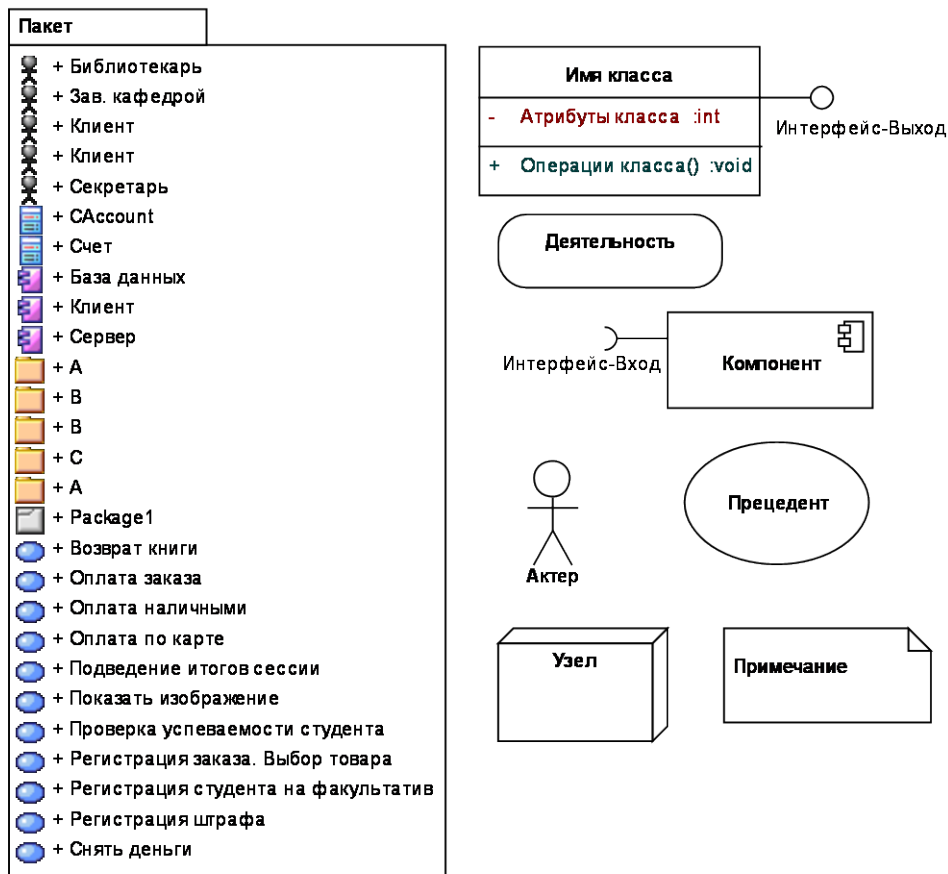 Пакет
+ Библиотекарь
+ Зав. кафедрой
+ Клиент
+ Клиент
+ Секретарь
+ CAccount
+ Счет
+ База данных
+ Клиент
+ Сервер
+ A
+ B
+ B
+ C
+ A
+ Package1
+ Возврат книги
+ Оплата заказа
+ Оплата наличными
+ Оплата по карте
+ Подведение итогов сессии
+ Показать изображение
+ Проверка успеваемости студента
+ Регистрация заказа. Выбор товара
+ Регистрация студента на факультатив
+ Регистрация штрафа
+ Снять деньги
Имя класса
- Атрибуты класса :int
+ Операции класса() :void
Интерфейс-Выход
Деятельность
Интерфейс-Вход
Компонент
Актер
Прецедент
Узел
Примечание